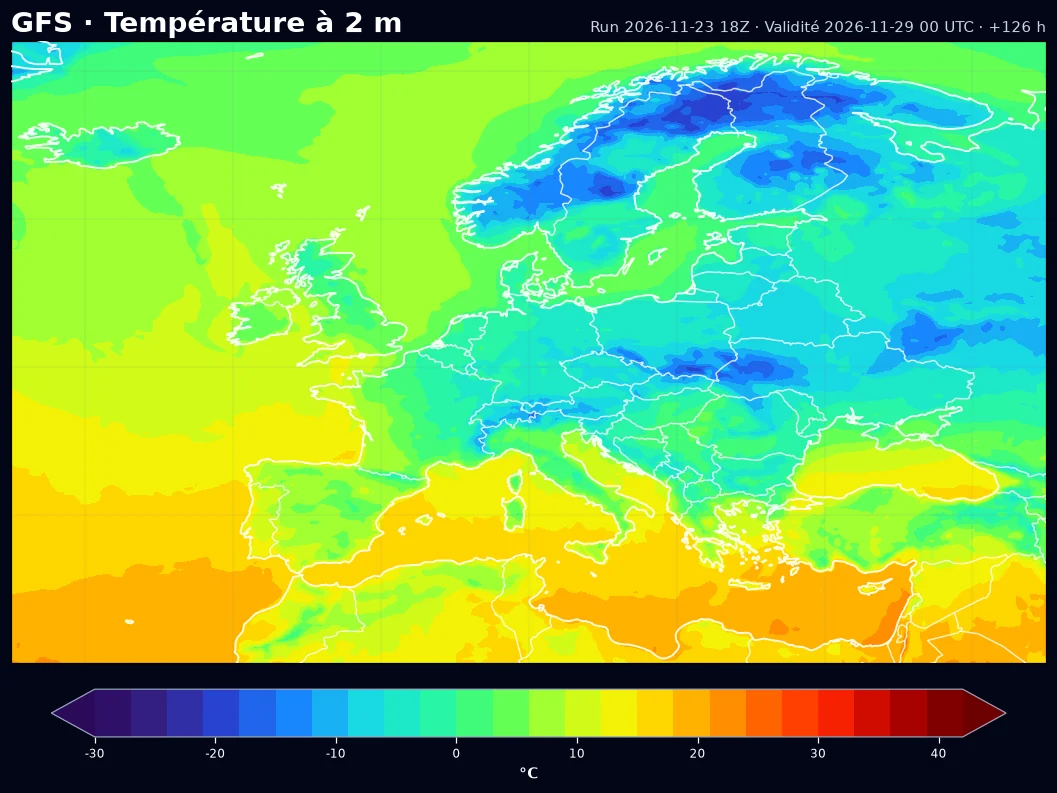 GFS · Température à 2 m
Run 2026-11-23 18Z · Validité 2026-11-29 00 UTC · +126 h
-30 -20 -10 0 10 20 30 40
°C